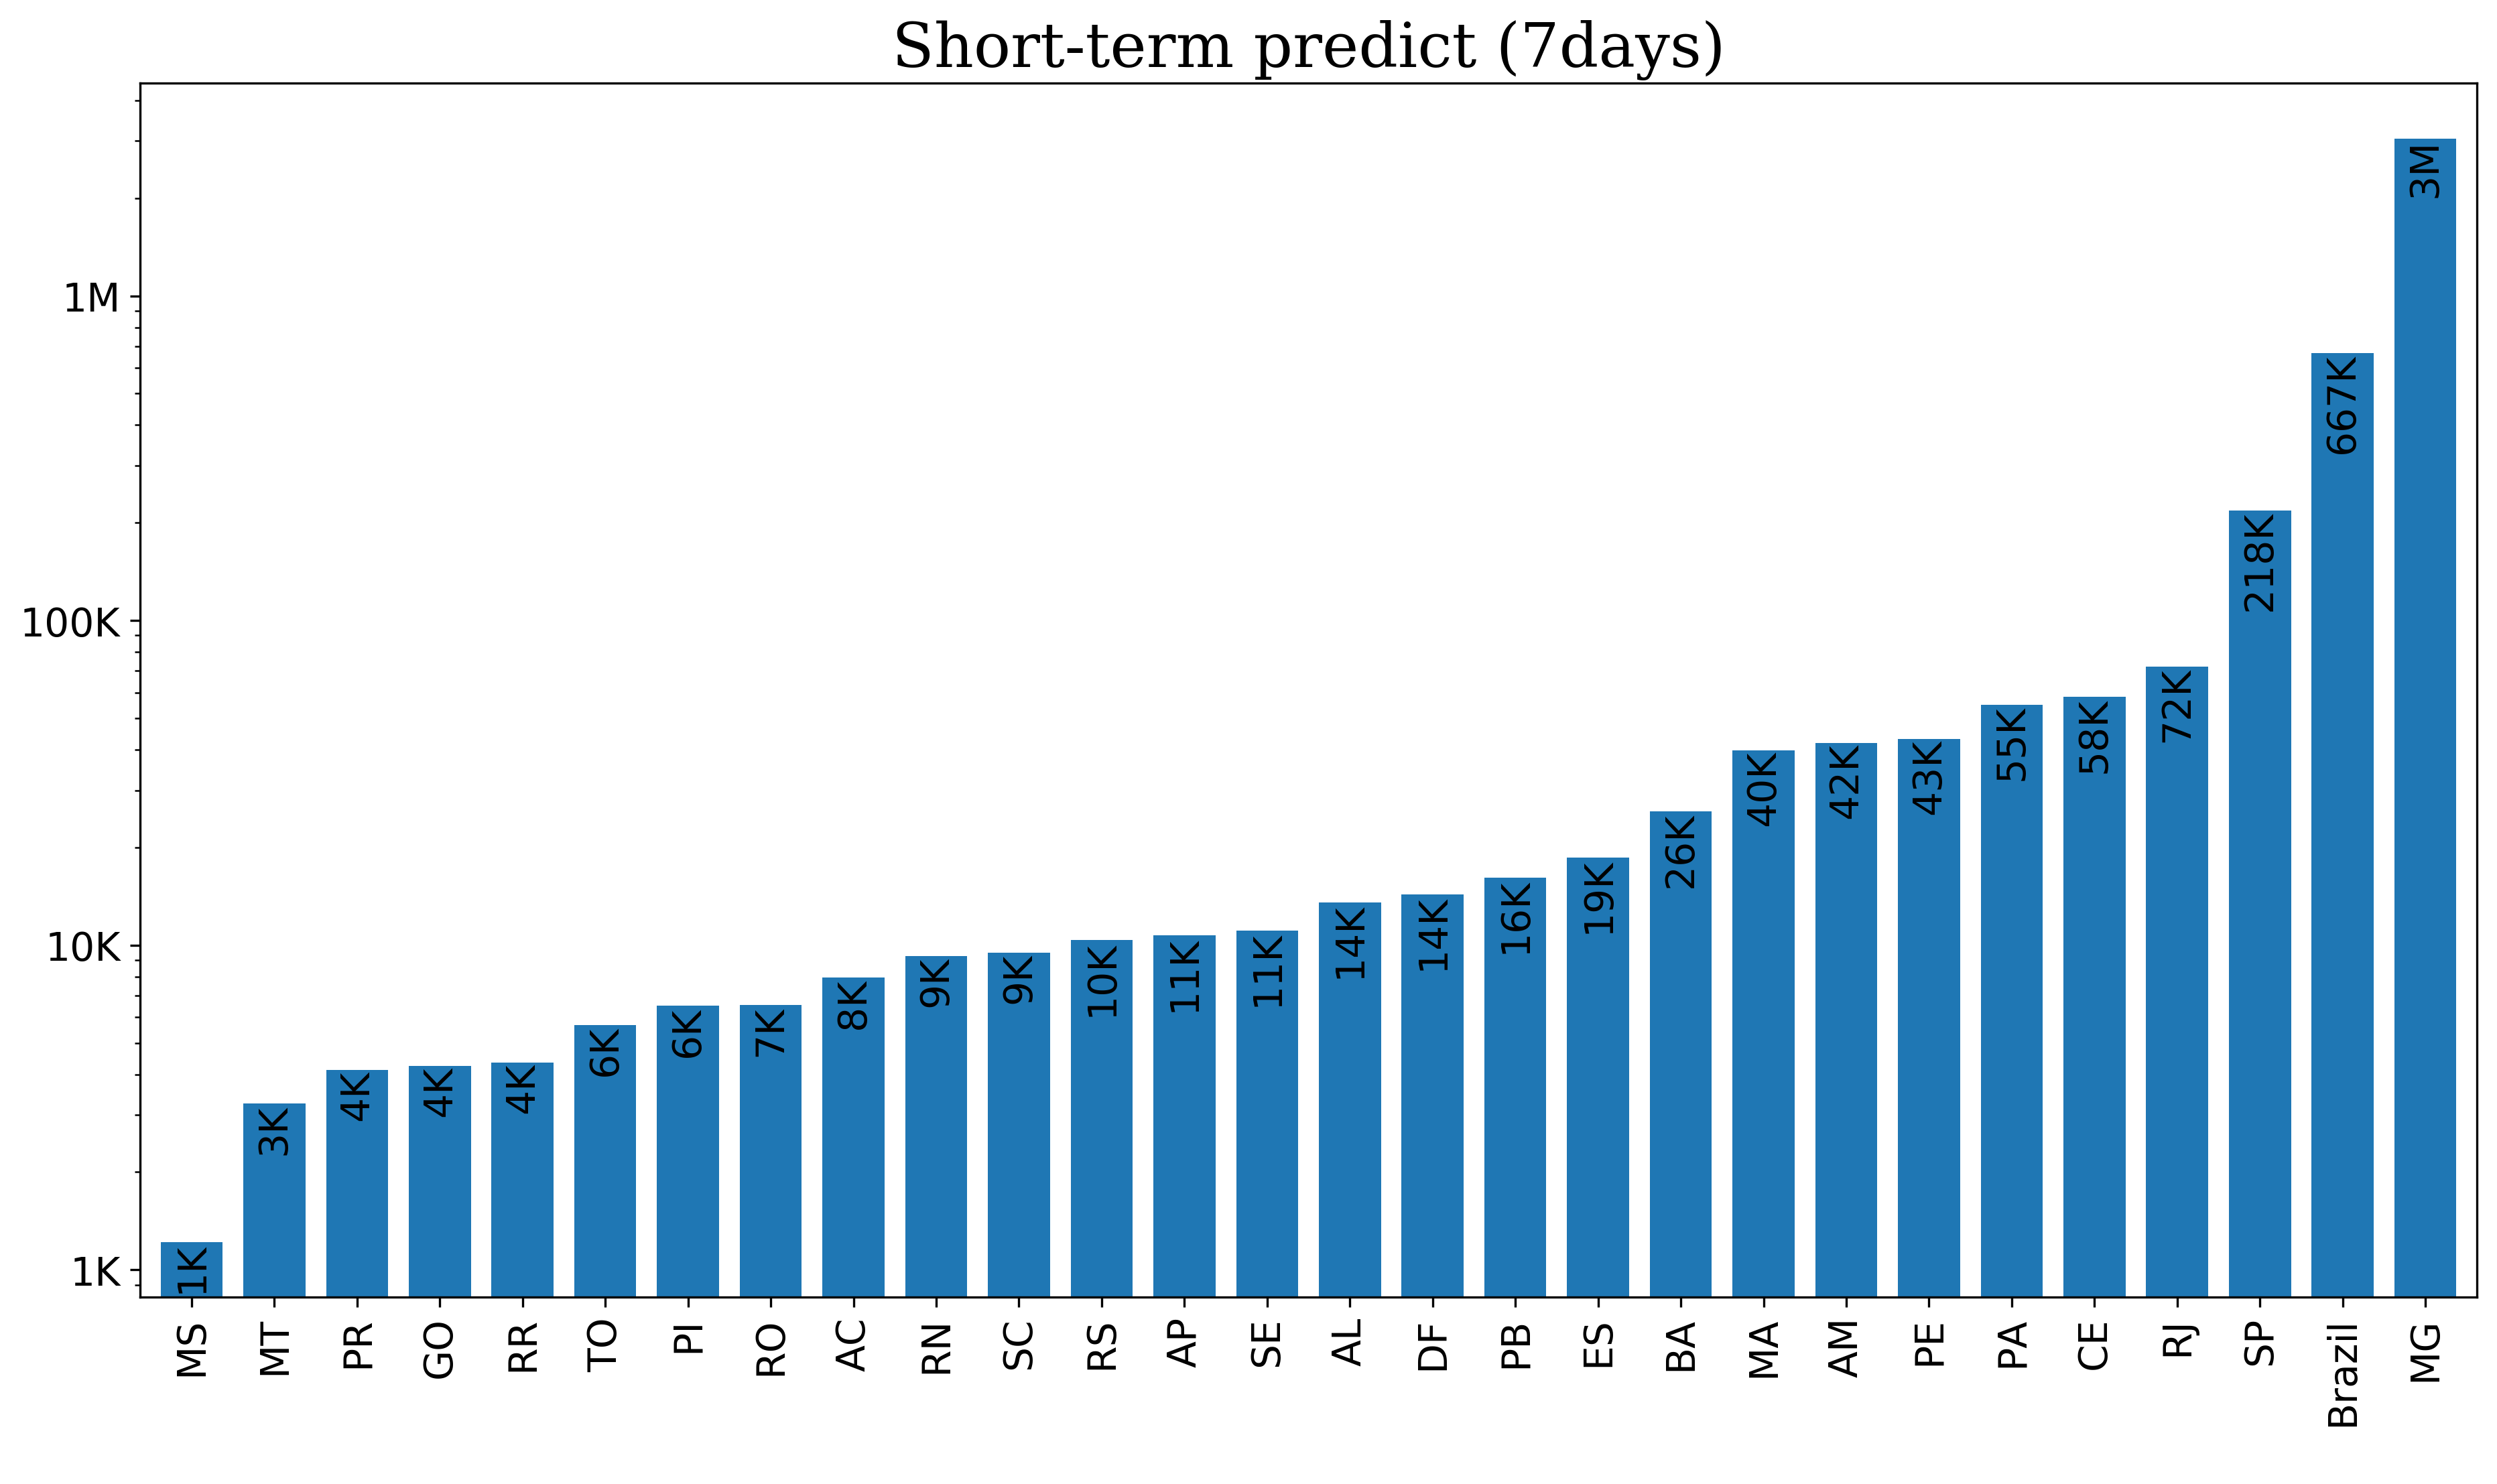 Short-term predict (7days)
1M
100K
10K
1K
1K
3K
4K
4K
4K
6K
6K
7K
8K
9K
9K
10K
11K
11K
14K
14K
16K
19K
26K
40K
42K
43K
55K
58K
72K
218K
667K
3M
MS
MT
PR
GO
RR
TO
PI
RO
AC
RN
SC
RS
AP
SE
AL
DF
PB
ES
BA
MA
AM
PE
PA
CE
RJ
SP
Brazil
MG